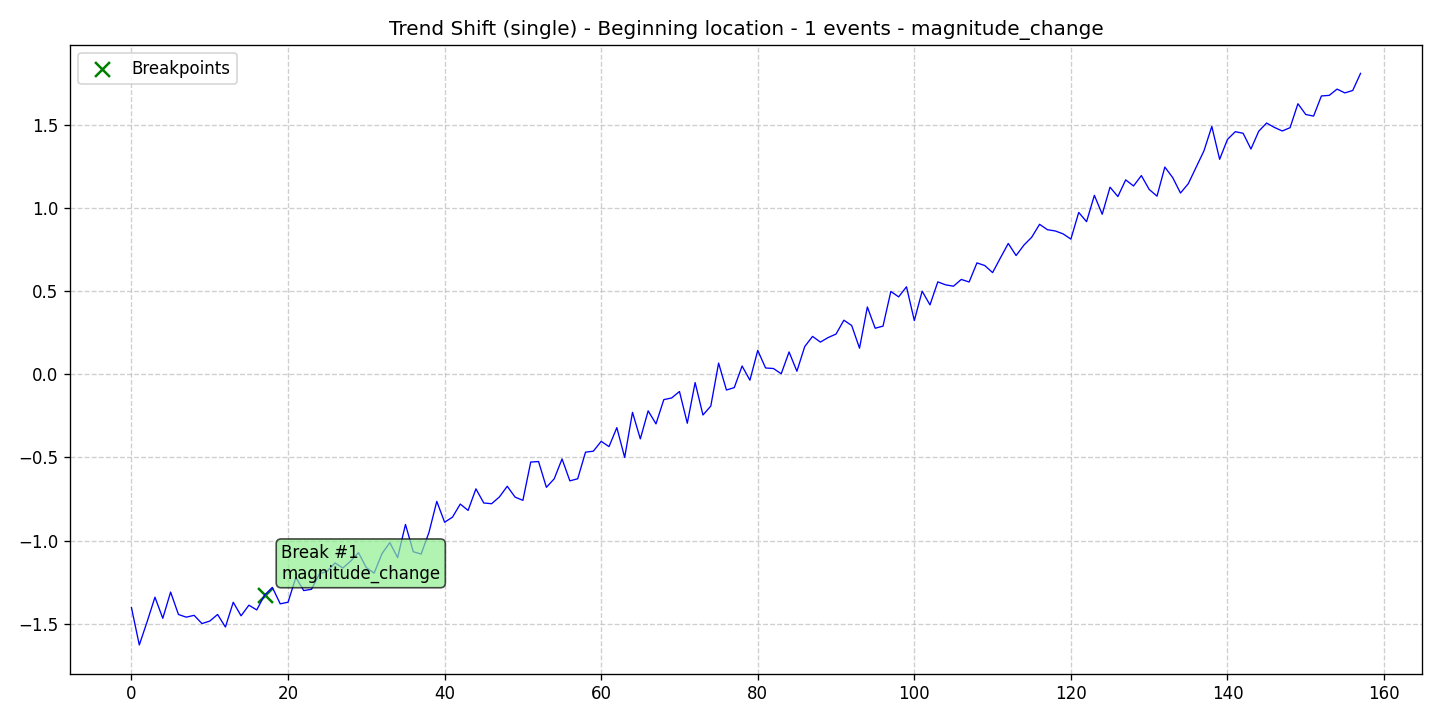 Trend Shift (single) - Beginning location - 1 events - magnitude_change
Breakpoints
1.5
1.0
0.5
0.0
−0.5
−1.0
−1.5
Break #1
magnitude_change
0 20 40 60 80 100 120 140 160